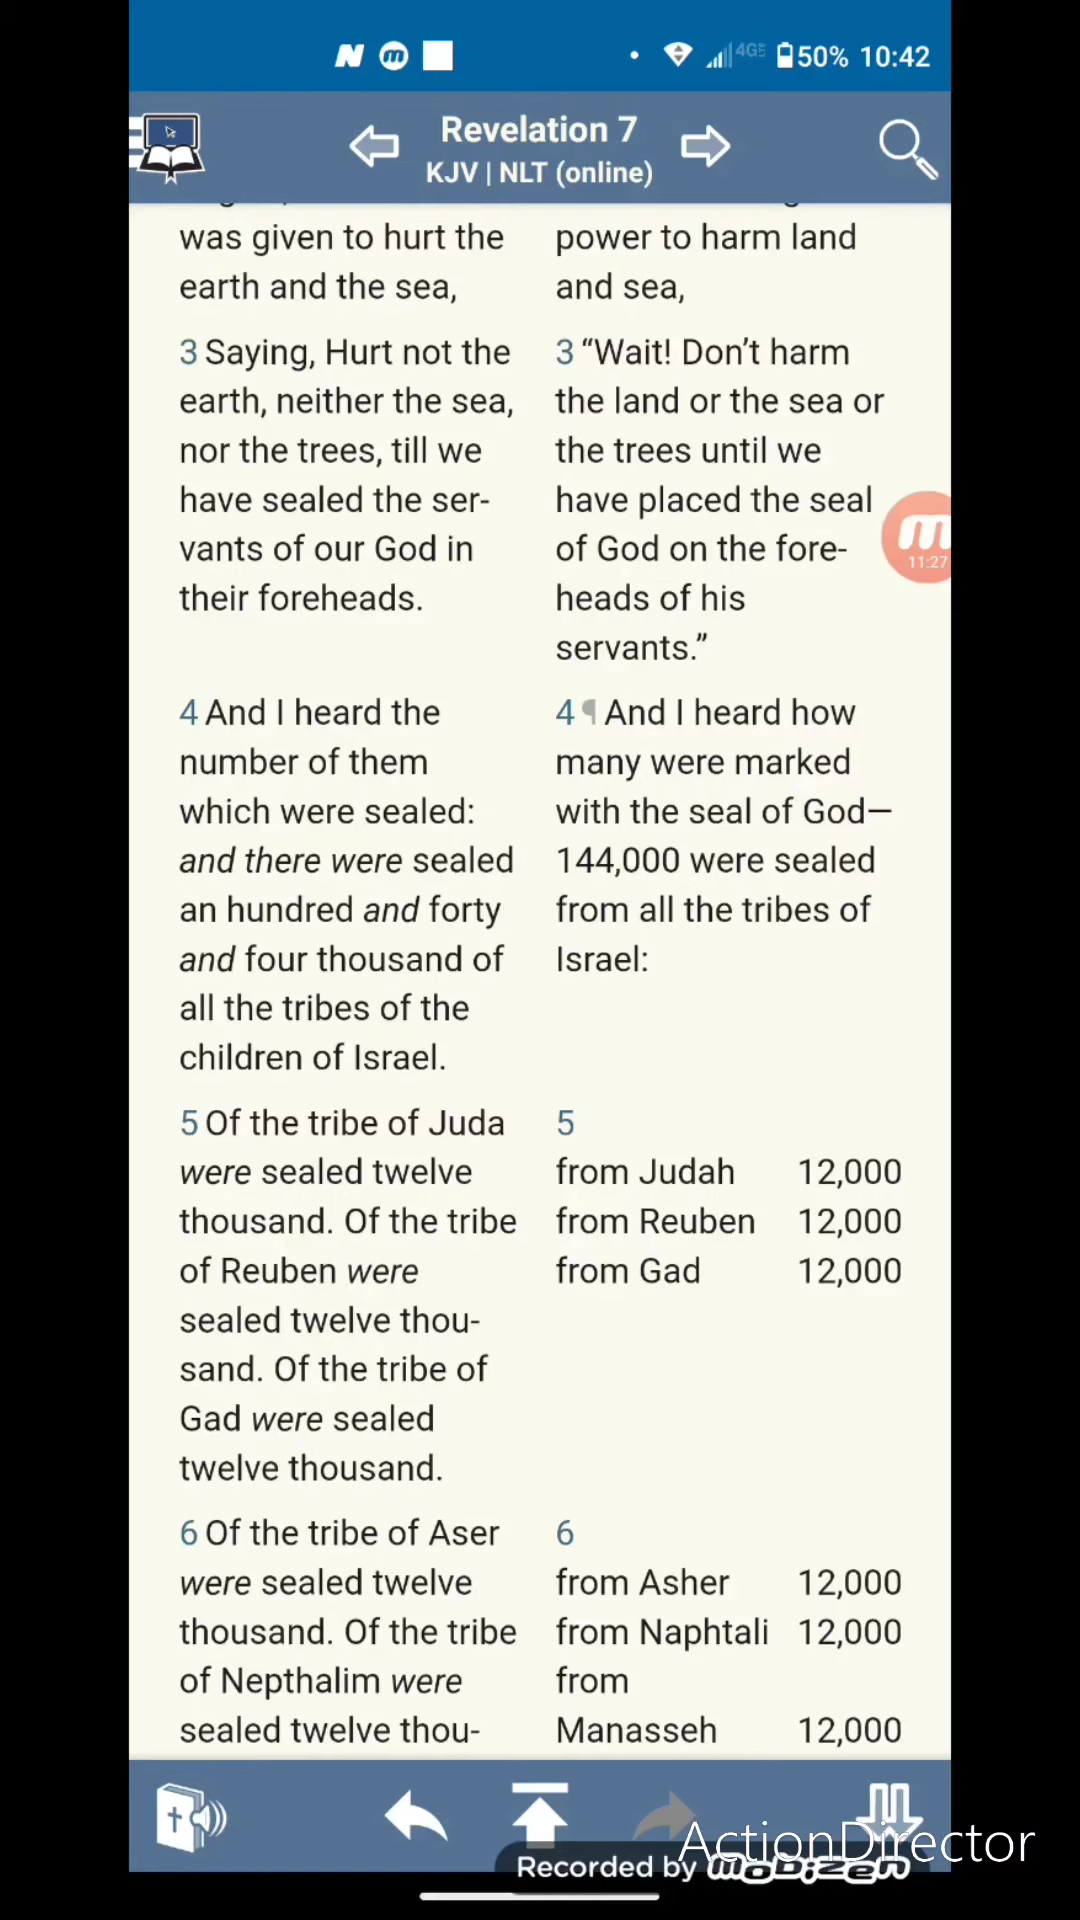 N m 4G 50% 10:42
Revelation 7
KJV | NLT (online)
was given to hurt the
earth and the sea,
3 Saying, Hurt not the
earth, neither the sea,
nor the trees, till we
have sealed the ser-
vants of our God in
their foreheads.
4 And I heard the
number of them
which were sealed:
and there were sealed
an hundred and forty
and four thousand of
all the tribes of the
children of Israel.
5 Of the tribe of Juda
were sealed twelve
thousand. Of the tribe
of Reuben were
sealed twelve thou-
sand. Of the tribe of
Gad were sealed
twelve thousand.
6 Of the tribe of Aser
were sealed twelve
thousand. Of the tribe
of Nepthalim were
sealed twelve thou-
power to harm land
and sea,
3 “Wait! Don’t harm
the land or the sea or
the trees until we
have placed the seal
of God on the fore-
heads of his
servants.”
4 ¶ And I heard how
many were marked
with the seal of God—
144,000 were sealed
from all the tribes of
Israel:
5
from Judah 12,000
from Reuben 12,000
from Gad 12,000
6
from Asher 12,000
from Naphtali 12,000
from
Manasseh 12,000
m
11:27
ActionDirector
Recorded by mobizen